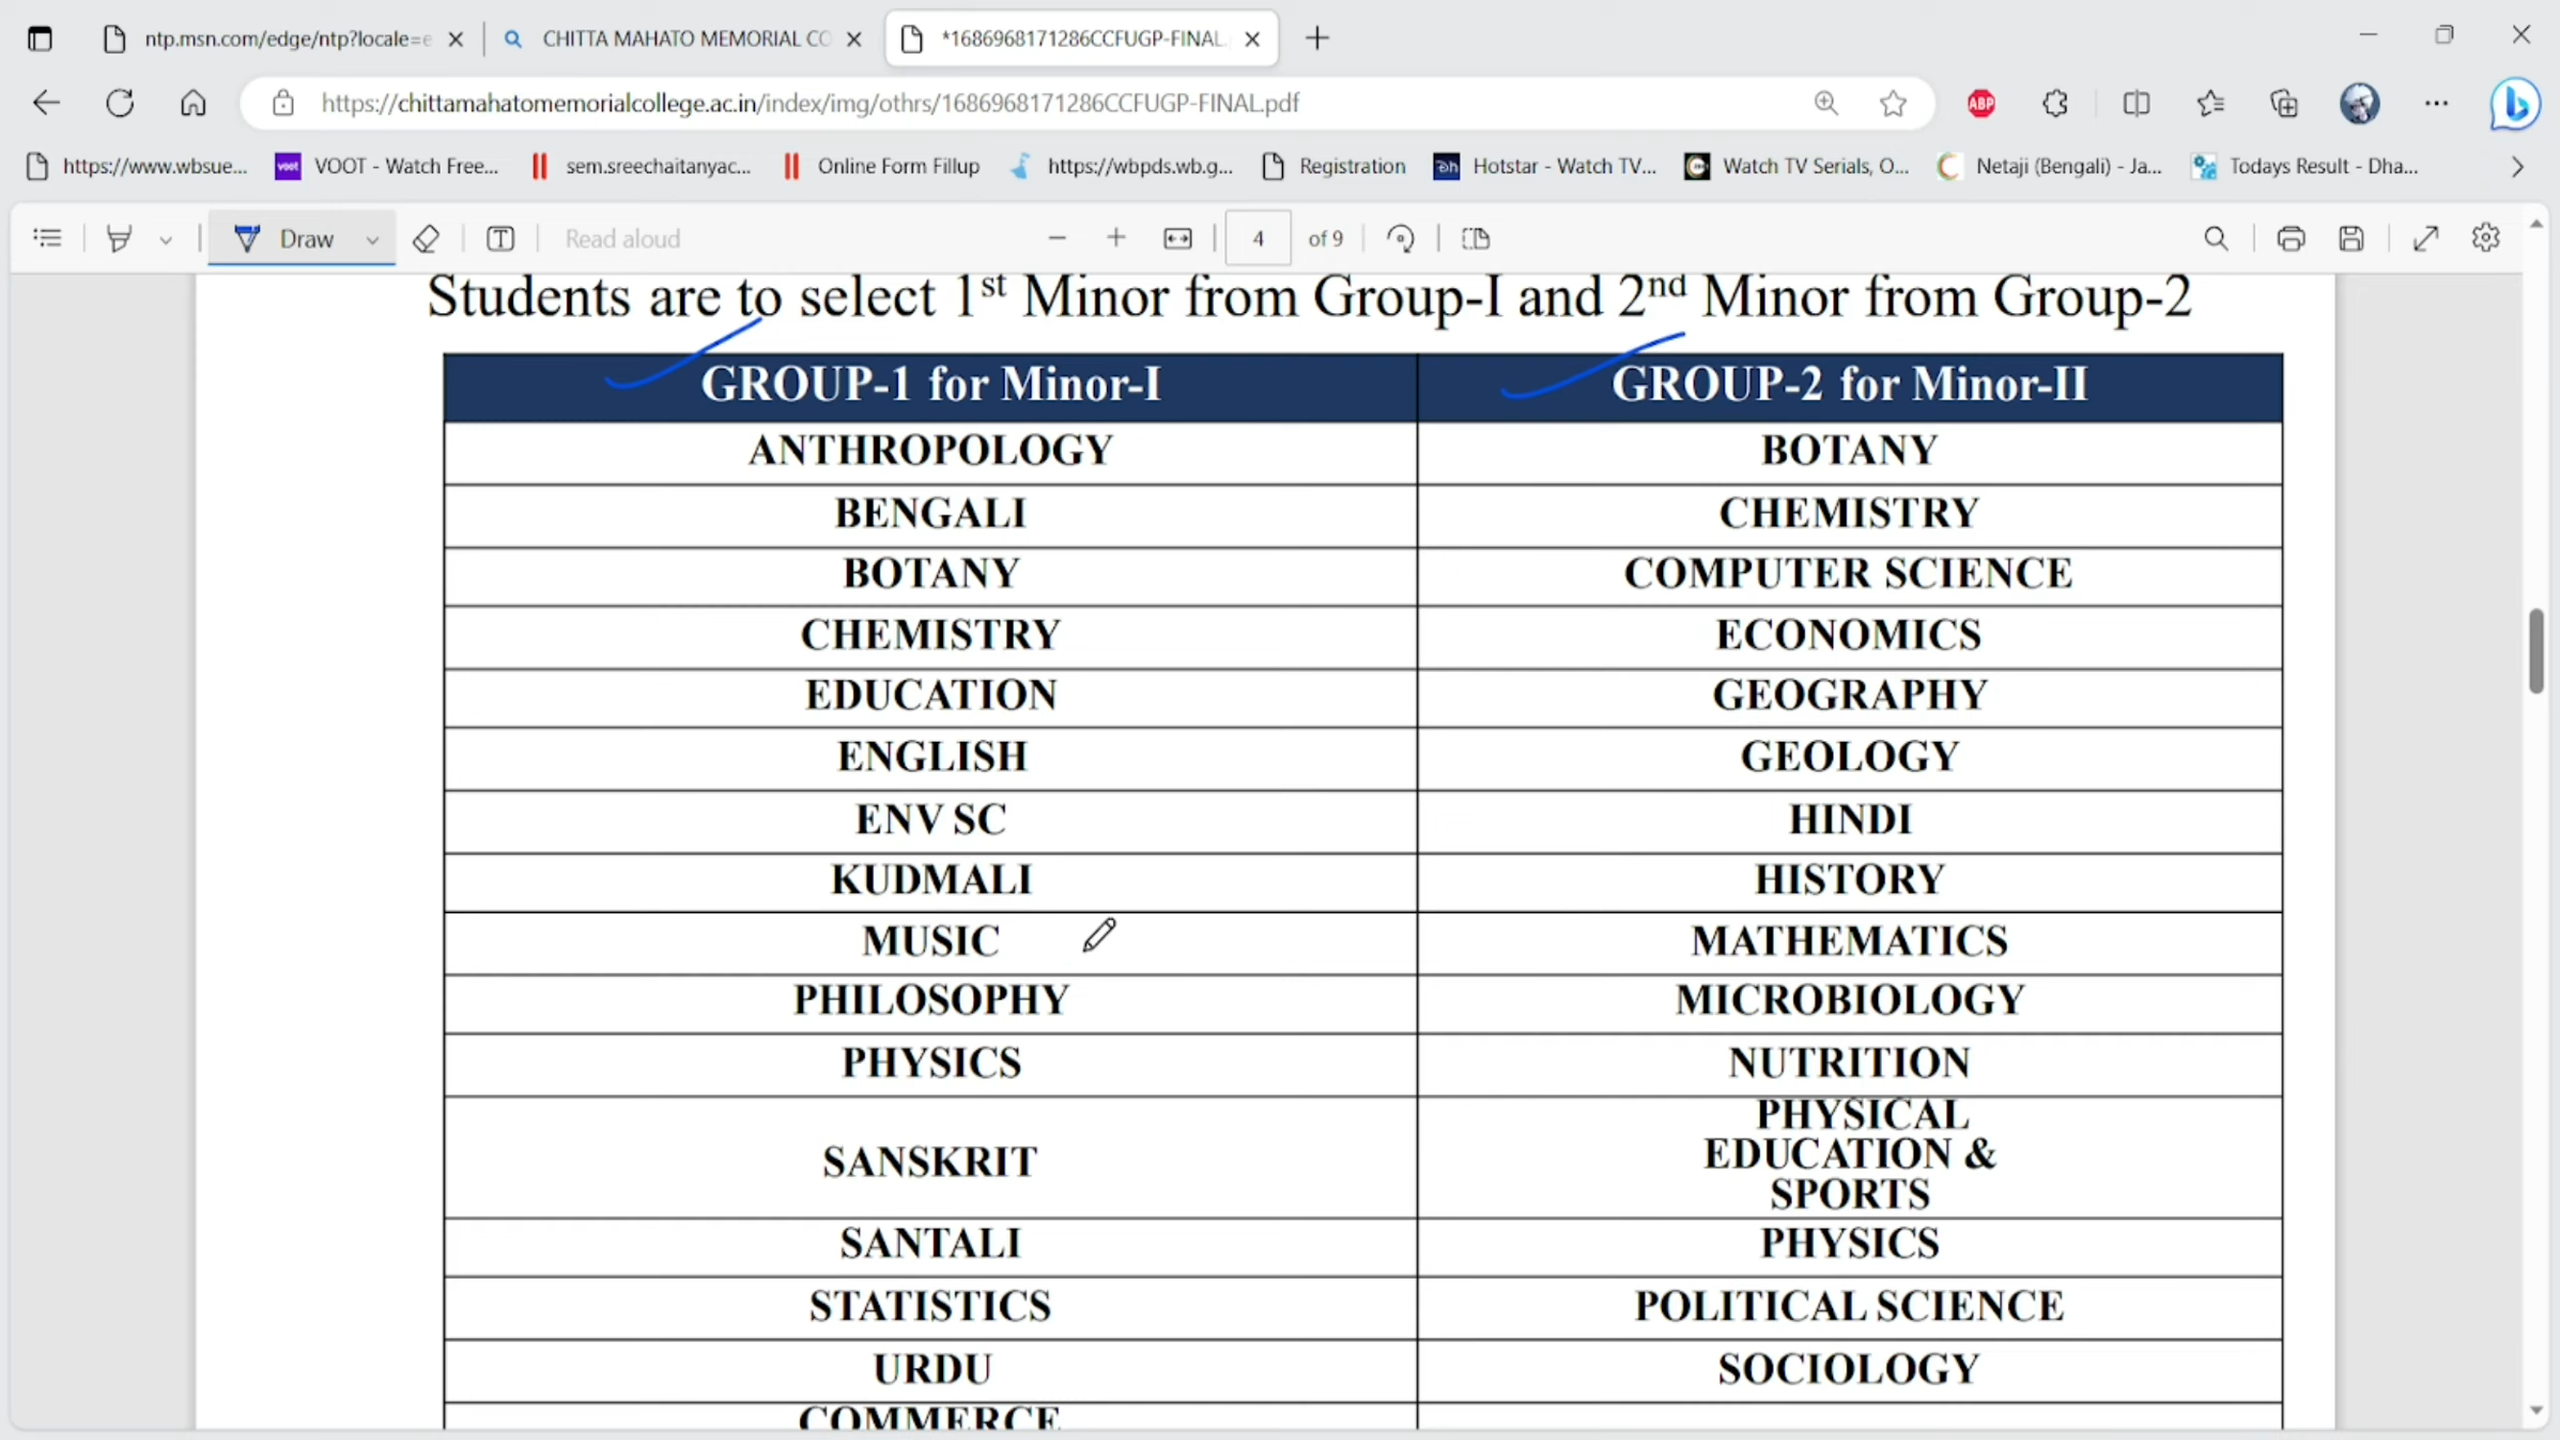 ntp.msn.com/edge/ntp?locale=e
CHITTA MAHATO MEMORIAL CO
*1686968171286CCFUGP-FINAL.
https://chittamahatomemorialcollege.ac.in/index/img/othrs/1686968171286CCFUGP-FINAL.pdf
ABP
https://www.wbsue...
voot
VOOT - Watch Free...
sem.sreechaitanyac...
Online Form Fillup
https://wbpds.wb.g...
Registration
Hotstar - Watch TV...
Watch TV Serials, O...
Netaji (Bengali) - Ja...
Todays Result - Dha...
Draw
Read aloud
4 of 9
Students are to select 1st Minor from Group-I and 2nd Minor from Group-2
GROUP-1 for Minor-I GROUP-2 for Minor-II
ANTHROPOLOGY BOTANY
BENGALI CHEMISTRY
BOTANY COMPUTER SCIENCE
CHEMISTRY ECONOMICS
EDUCATION GEOGRAPHY
ENGLISH GEOLOGY
ENV SC HINDI
KUDMALI HISTORY
MUSIC MATHEMATICS
PHILOSOPHY MICROBIOLOGY
PHYSICS NUTRITION
SANSKRIT
PHYSICAL
EDUCATION &
SPORTS
SANTALI PHYSICS
STATISTICS POLITICAL SCIENCE
URDU SOCIOLOGY
COMMERCE